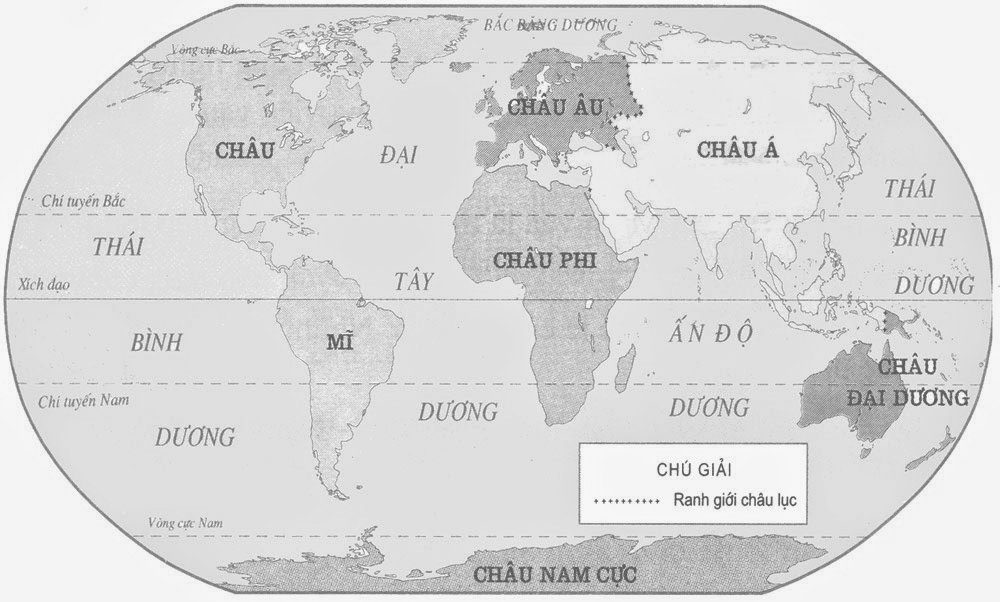 BẮC BĂNG DƯƠNG
Vòng cực Bắc
CHÂU ÂU
CHÂU
ĐẠI
CHÂU Á
Chí tuyến Bắc
THÁI
THÁI
BÌNH
CHÂU PHI
TÂY
Xích đạo
DƯƠNG
BÌNH
MĨ
ẤN ĐỘ
CHÂU
ĐẠI DƯƠNG
Chí tuyến Nam
DƯƠNG
DƯƠNG
DƯƠNG
CHÚ GIẢI
Ranh giới châu lục
Vòng cực Nam
CHÂU NAM CỰC